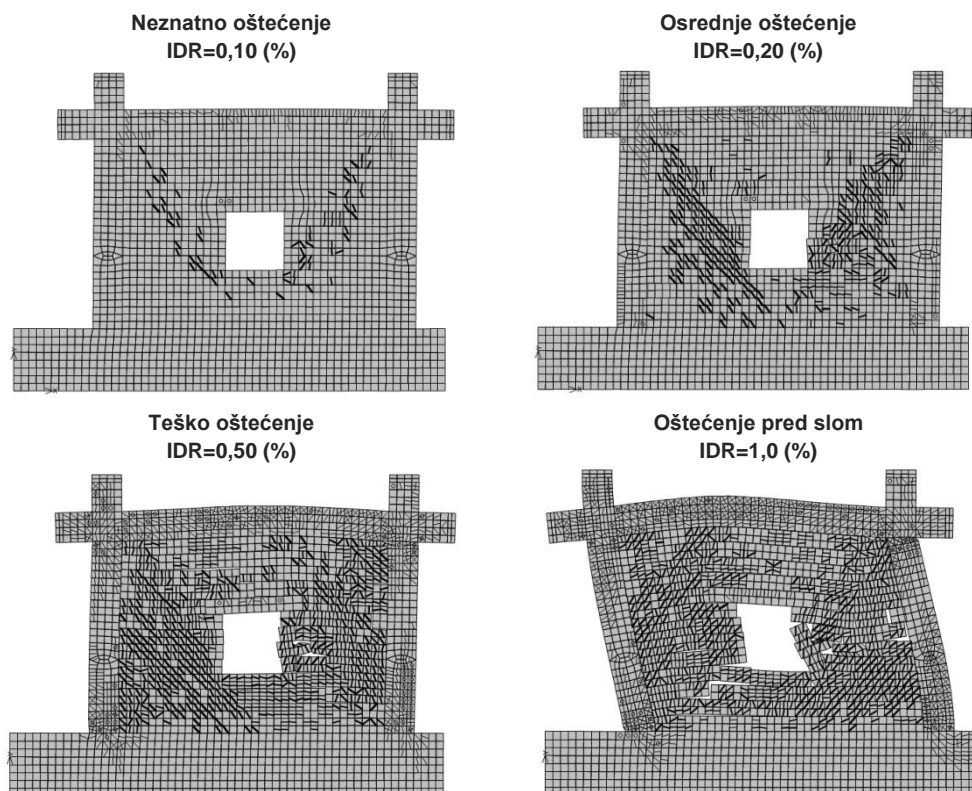 Neznatno oštećenje
IDR=0,10 (%)
Osrednje oštećenje
IDR=0,20 (%)
Teško oštećenje
IDR=0,50 (%)
Oštećenje pred slom
IDR=1,0 (%)